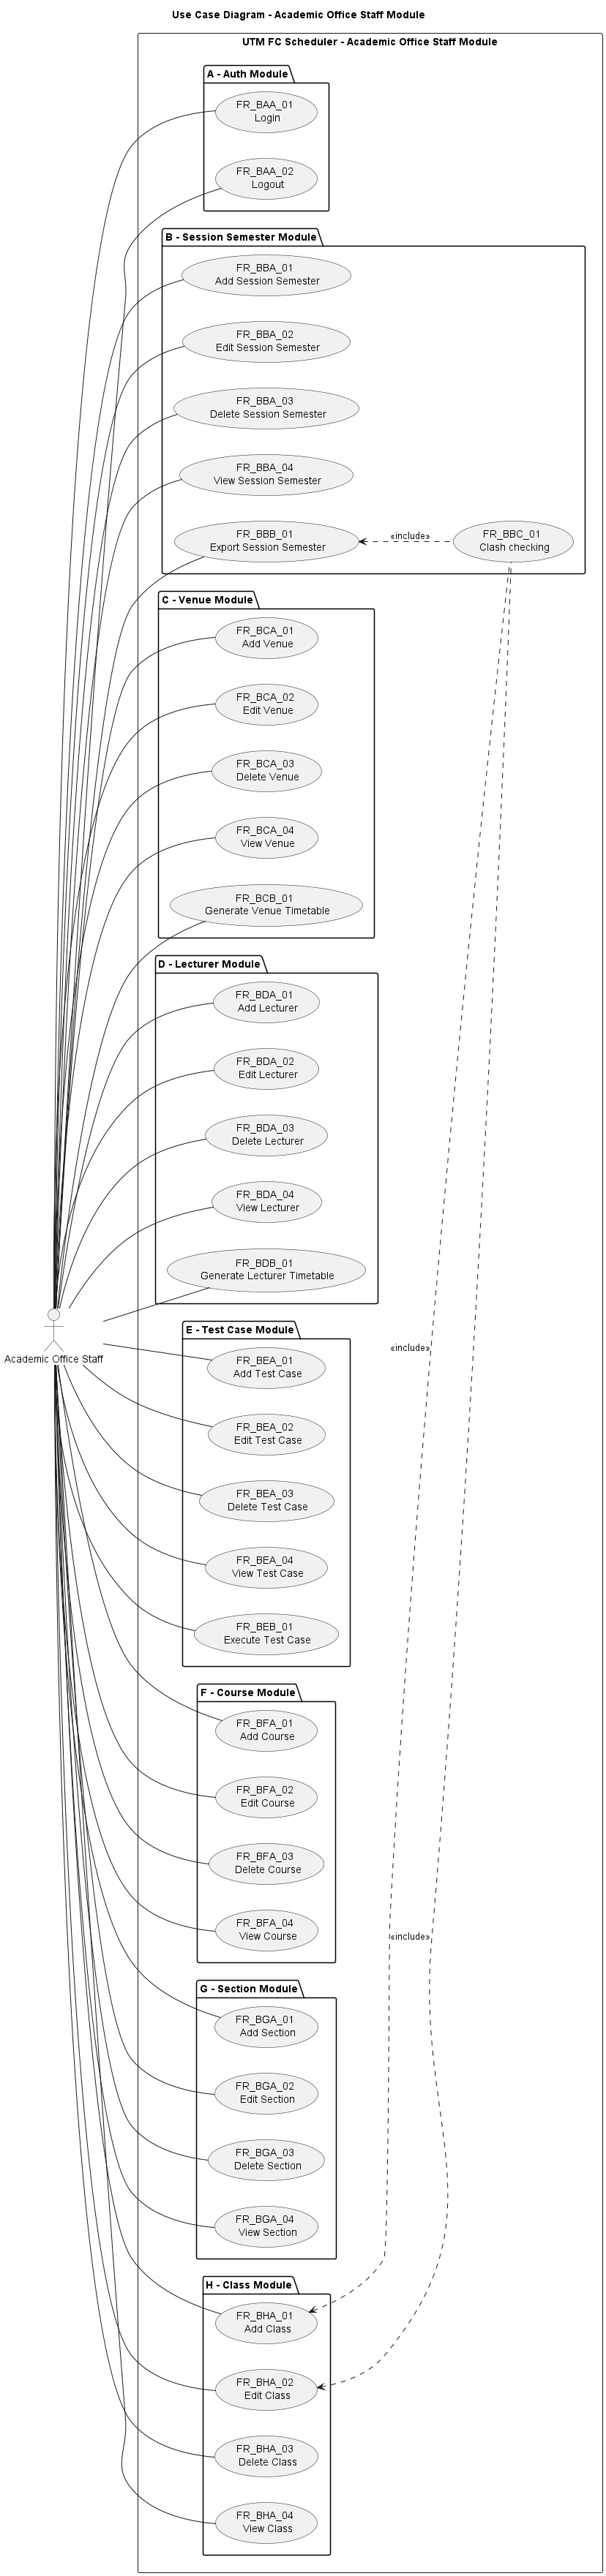 Use Case Diagram - Academic Office Staff Module
UTM FC Scheduler - Academic Office Staff Module
A - Auth Module
FR_BAA_01
Login
FR_BAA_02
Logout
B - Session Semester Module
FR_BBA_01
Add Session Semester
FR_BBA_02
Edit Session Semester
FR_BBA_03
Delete Session Semester
FR_BBA_04
View Session Semester
FR_BBB_01
Export Session Semester
«include»
FR_BBC_01
Clash checking
C - Venue Module
FR_BCA_01
Add Venue
FR_BCA_02
Edit Venue
FR_BCA_03
Delete Venue
FR_BCA_04
View Venue
FR_BCB_01
Generate Venue Timetable
D - Lecturer Module
FR_BDA_01
Add Lecturer
FR_BDA_02
Edit Lecturer
FR_BDA_03
Delete Lecturer
FR_BDA_04
View Lecturer
FR_BDB_01
Generate Lecturer Timetable
E - Test Case Module
«include»
Academic Office Staff
FR_BEA_01
Add Test Case
FR_BEA_02
Edit Test Case
FR_BEA_03
Delete Test Case
FR_BEA_04
View Test Case
FR_BEB_01
Execute Test Case
F - Course Module
FR_BFA_01
Add Course
FR_BFA_02
Edit Course
FR_BFA_03
Delete Course
FR_BFA_04
View Course
«include»
G - Section Module
FR_BGA_01
Add Section
FR_BGA_02
Edit Section
FR_BGA_03
Delete Section
FR_BGA_04
View Section
H - Class Module
FR_BHA_01
Add Class
FR_BHA_02
Edit Class
FR_BHA_03
Delete Class
FR_BHA_04
View Class